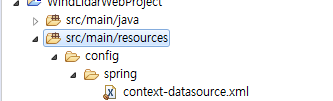 WindLidarWebProject
src/main/java
src/main/resources
config
spring
context-datasource.xml